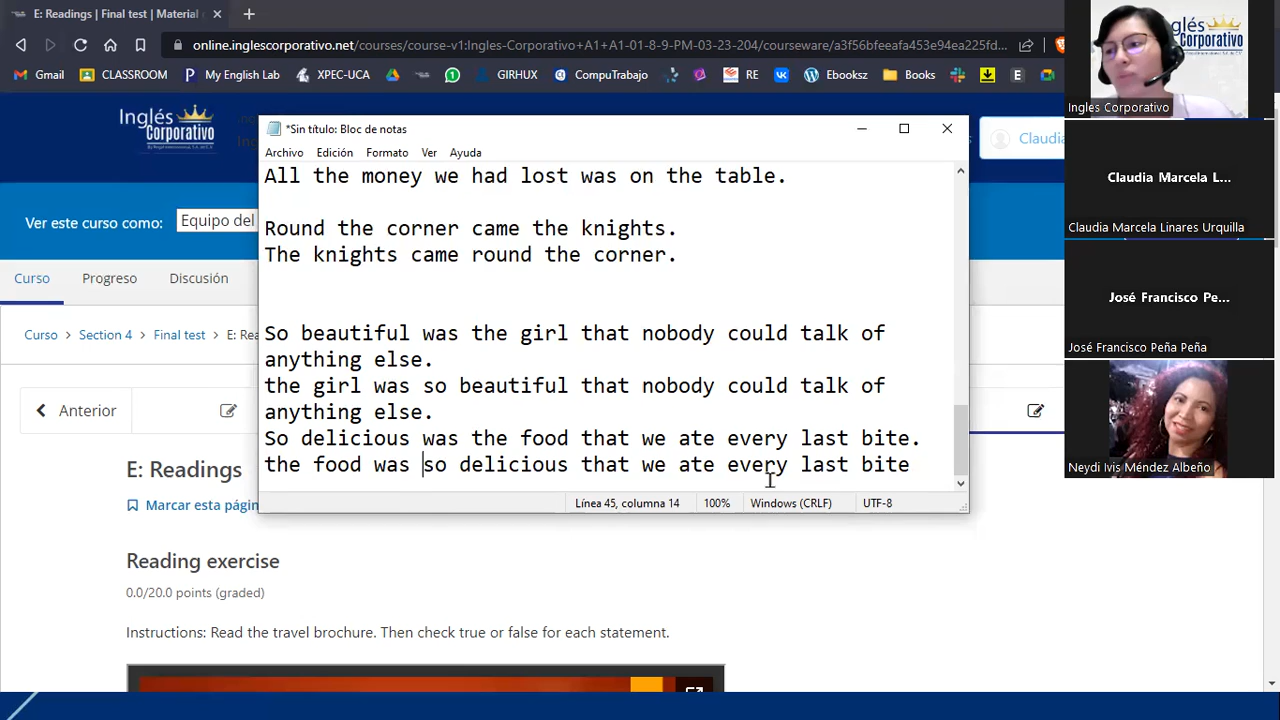 E: Readings | Final test | Material
online.inglescorporativo.net/courses/course-v1:Ingles-Corporativo+A1+A1-01-8-9-PM-03-23-204/courseware/a3f56bfeeafa453e94ea225fd...
Gmail CLASSROOM My English Lab XPEC-UCA GIRHUX CompuTrabajo RE Ebooksz Books
Inglés
Corporativo
Claudia
Ver este curso como: Equipo del
Curso Progreso Discusión
Curso Section 4 Final test E: Rea
Anterior
E: Readings
Marcar esta págin
Reading exercise
0.0/20.0 points (graded)
Instructions: Read the travel brochure. Then check true or false for each statement.
*Sin título: Bloc de notas
Archivo Edición Formato Ver Ayuda
All the money we had lost was on the table.
Round the corner came the knights.
The knights came round the corner.
So beautiful was the girl that nobody could talk of
anything else.
the girl was so beautiful that nobody could talk of
anything else.
So delicious was the food that we ate every last bite.
the food was so delicious that we ate every last bite
Línea 45, columna 14 100% Windows (CRLF) UTF-8
glés
Corporativo
Ingles Corporativo
Claudia Marcela L...
Claudia Marcela Linares Urquilla
José Francisco Pe...
José Francisco Peña Peña
Neydi Ivis Méndez Albeño